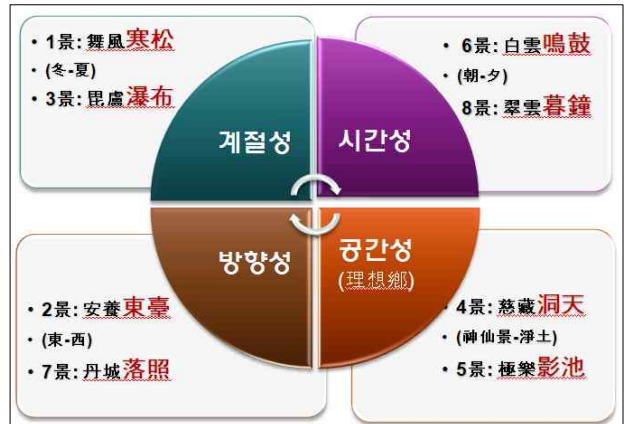 • 1景: 舞風寒松
• (冬-夏)
• 3景: 毘盧瀑布
• 6景: 白雲鳴鼓
(朝-夕)
8景: 翠雲暮鐘
계절성
시간성
방향성
공간성
(理想鄕)
• 2景: 安養東臺
• (東-西)
• 7景: 丹城落照
• 4景: 慈藏洞天
• (神仙景-淨土)
• 5景: 極樂影池